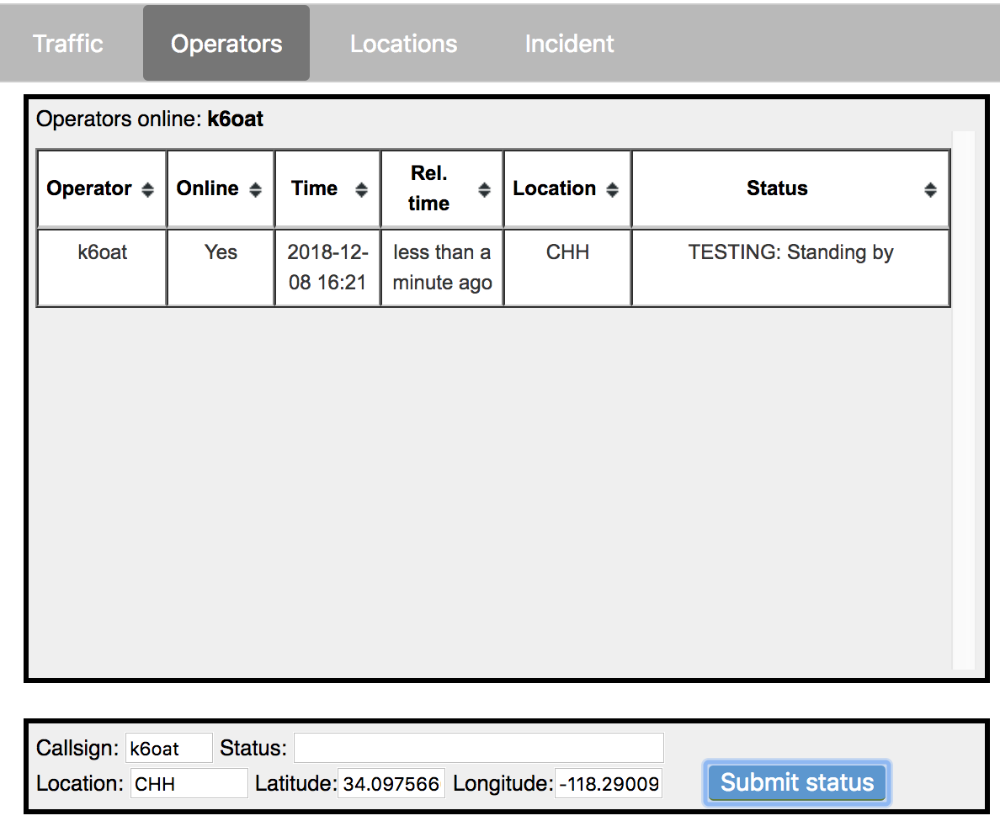 Traffic Operators Locations Incident
Operators online: k6oat
Operator Online Time Rel. time Location Status
k6oat Yes 2018-12-08 16:21 less than a minute ago CHH TESTING: Standing by
Callsign: k6oat Status:
Location: CHH Latitude: 34.097566 Longitude: -118.29009 Submit status